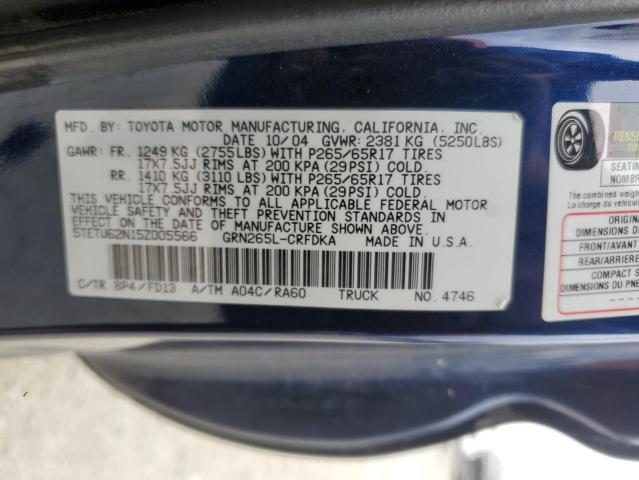 MFD. BY: TOYOTA MOTOR MANUFACTURING, CALIFORNIA, INC.
DATE 10/04 GVWR: 2381 KG (5250LBS)
GAWR: FR. 1249 KG (2755LBS) WITH P265/65R17 TIRES
17X7.5JJ RIMS AT 200 KPA (29PSI) COLD
RR. 1410 KG (3110LBS) WITH P265/65R17 TIRES
17X7.5JJ RIMS AT 200 KPA (29PSI) COLD
THIS VEHICLE CONFORMS TO ALL APPLICABLE FEDERAL MOTOR
VEHICLE SAFETY AND THEFT PREVENTION STANDARDS IN
EFFECT ON THE DATE OF MANUFACTURE SHOWN ABOVE.
5TETU62N15Z005566 GRN265L-CRFDKA MADE IN U.S.A.
C/TR 8P4/FD13 A/TM A04C/RA60 TRUCK NO. 4746
SEATIN
NOMBR
The combined weigh
La charge du véhicule
ORIGINAL
DIMENSIONS D
FRONT/AVANT
REAR/ARRIÈRE
COMPACT S
DIMENSIONS DU PNE